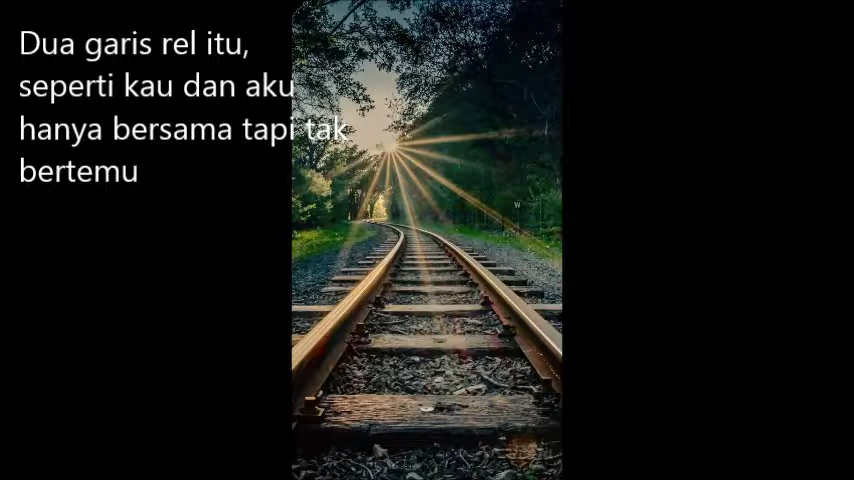 Dua garis rel itu,
seperti kau dan aku
hanya bersama tapi tak
bertemu
W